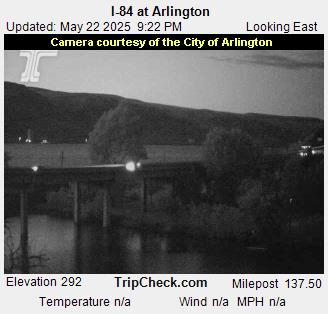 I-84 at Arlington
Updated: May 22 2025 9:22 PM Looking East
Camera courtesy of the City of Arlington
Elevation 292 TripCheck.com Milepost 137.50
Temperature n/a Wind n/a MPH n/a